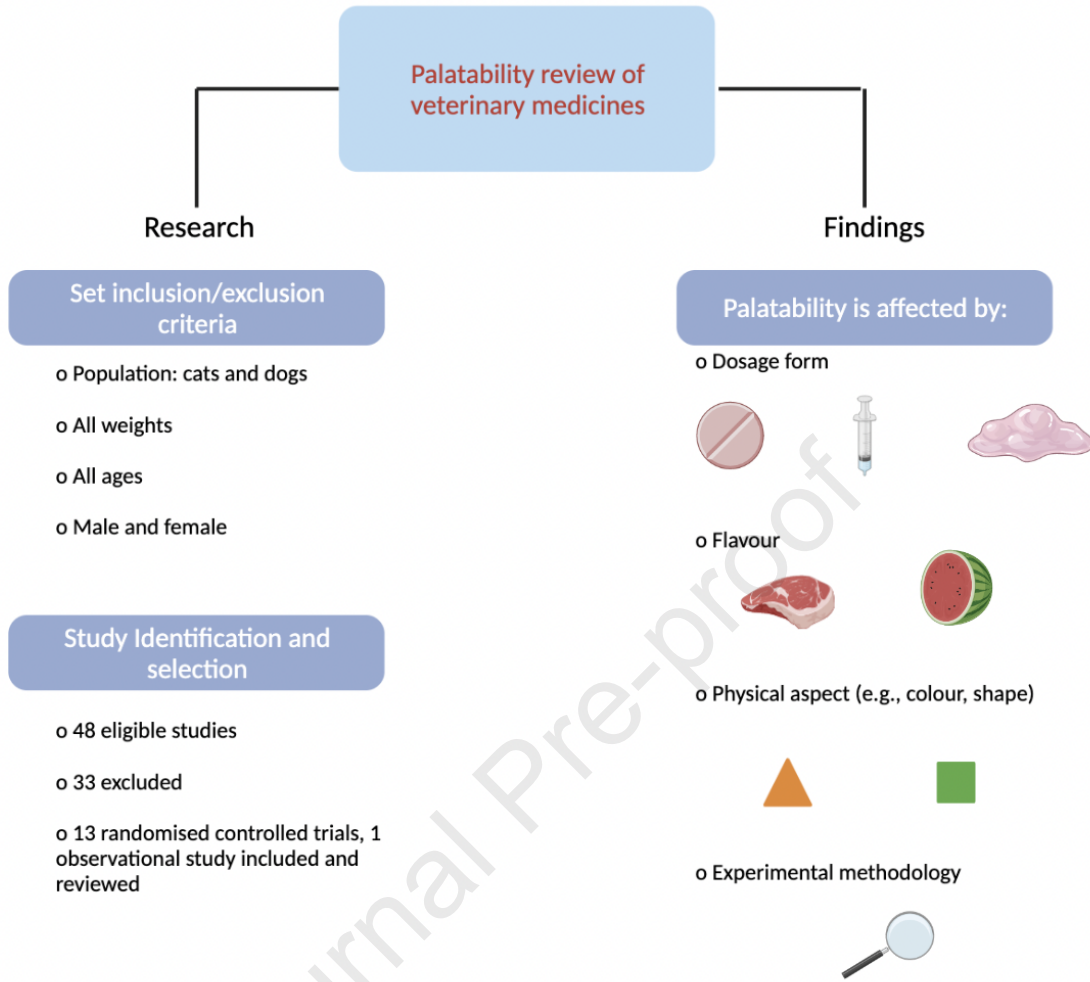 Palatability review of
veterinary medicines
Research
Set inclusion/exclusion
criteria
o Population: cats and dogs
o All weights
o All ages
o Male and female
Study Identification and
selection
o 48 eligible studies
o 33 excluded
o 13 randomised controlled trials, 1
observational study included and
reviewed
Findings
Palatability is affected by:
o Dosage form
o Flavour
o Physical aspect (e.g., colour, shape)
o Experimental methodology
urnal Pre-proof